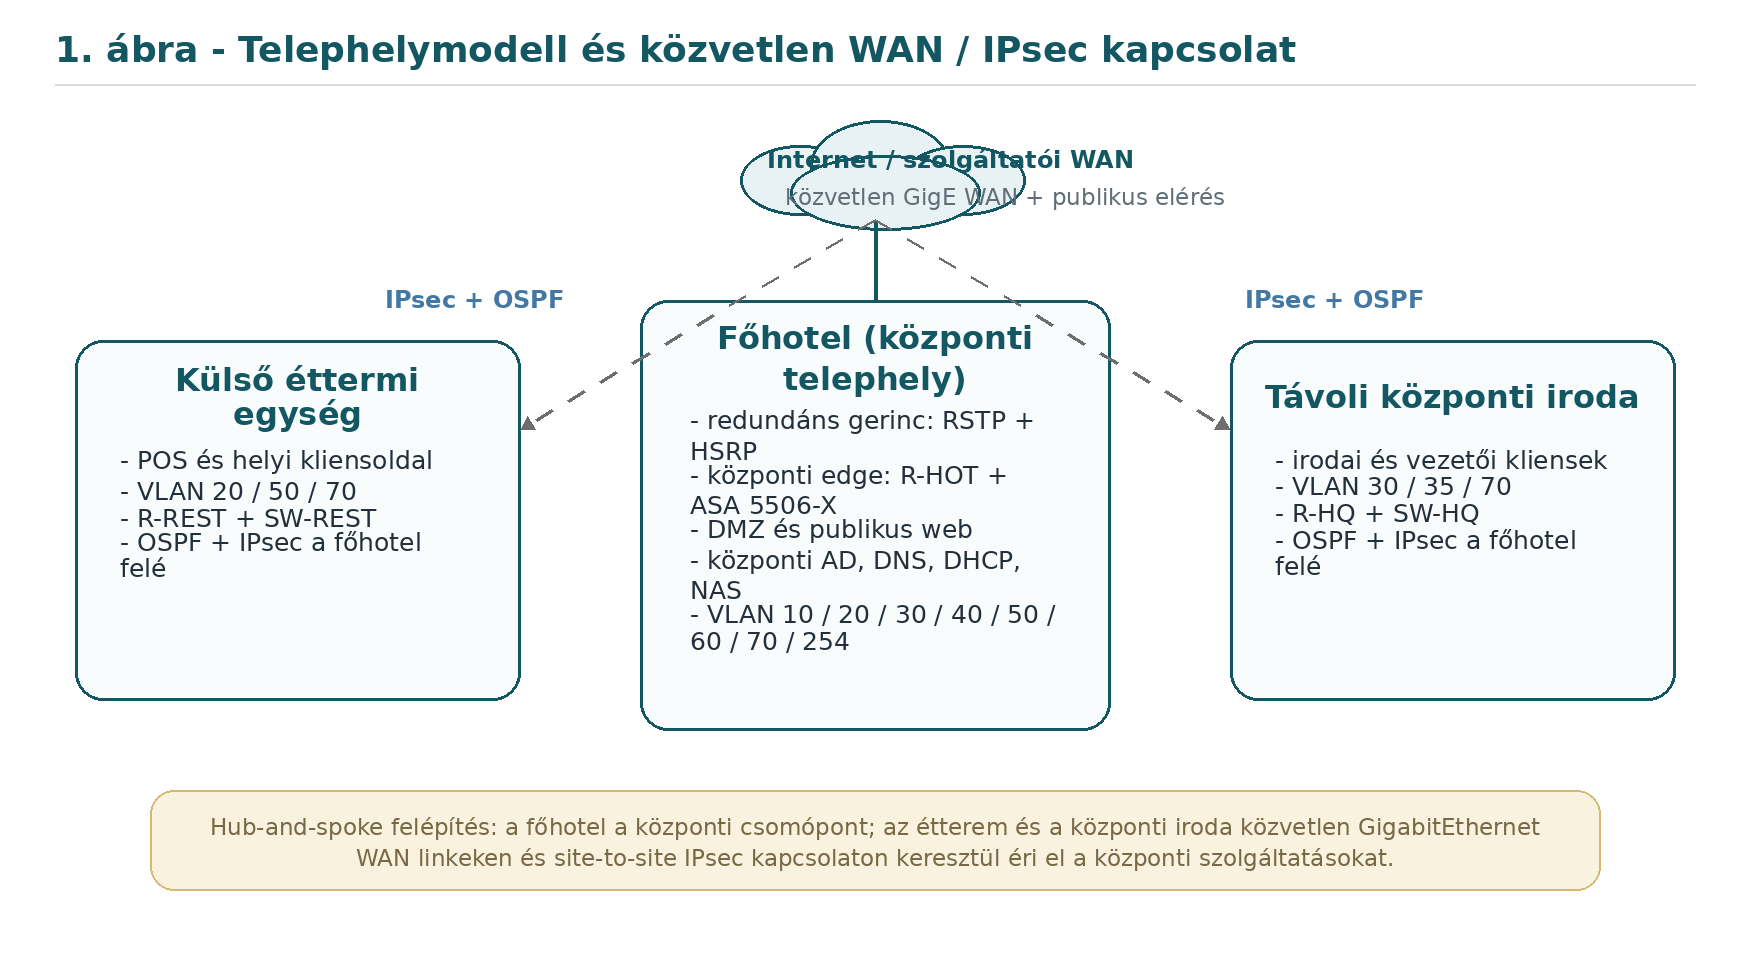 1. ábra - Telephelymodell és közvetlen WAN / IPsec kapcsolat
Internet / szolgáltatói WAN
közvetlen GigE WAN + publikus elérés
IPsec + OSPF
IPsec + OSPF
Külső éttermi
egység
- POS és helyi kliensoldal
- VLAN 20 / 50 / 70
- R-REST + SW-REST
- OSPF + IPsec a főhotel
felé
Főhotel (központi
telephely)
- redundáns gerinc: RSTP +
HSRP
- központi edge: R-HOT +
ASA 5506-X
- DMZ és publikus web
- központi AD, DNS, DHCP,
NAS
- VLAN 10 / 20 / 30 / 40 / 50 /
60 / 70 / 254
Távoli központi iroda
- irodai és vezetői kliensek
- VLAN 30 / 35 / 70
- R-HQ + SW-HQ
- OSPF + IPsec a főhotel
felé
Hub-and-spoke felépítés: a főhotel a központi csomópont; az étterem és a központi iroda közvetlen GigabitEthernet
WAN linkeken és site-to-site IPsec kapcsolaton keresztül éri el a központi szolgáltatásokat.